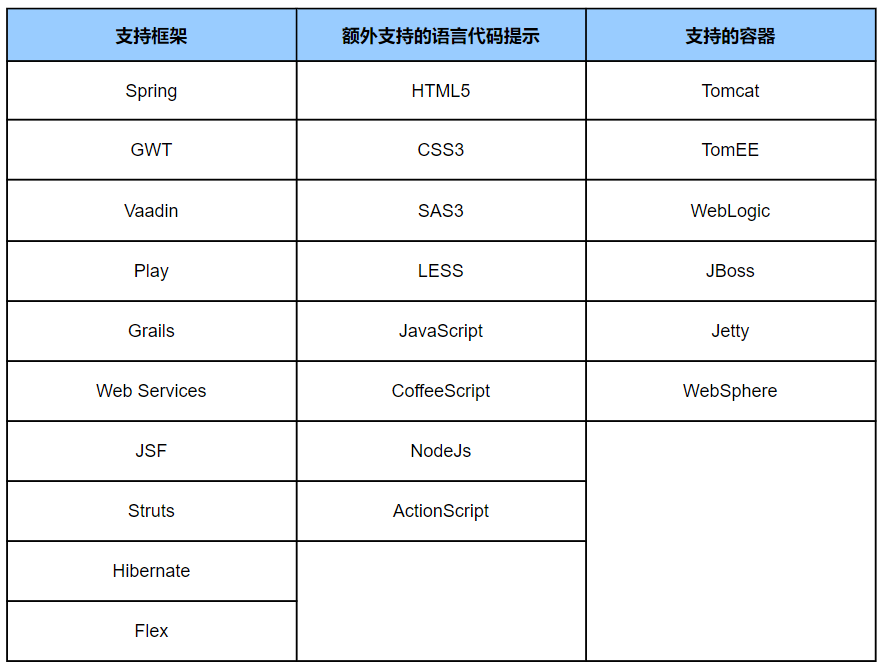 支持框架 额外支持的语言代码提示 支持的容器
Spring HTML5 Tomcat
GWT CSS3 TomEE
Vaadin SAS3 WebLogic
Play LESS JBoss
Grails JavaScript Jetty
Web Services CoffeeScript WebSphere
JSF NodeJs
Struts ActionScript
Hibernate
Flex